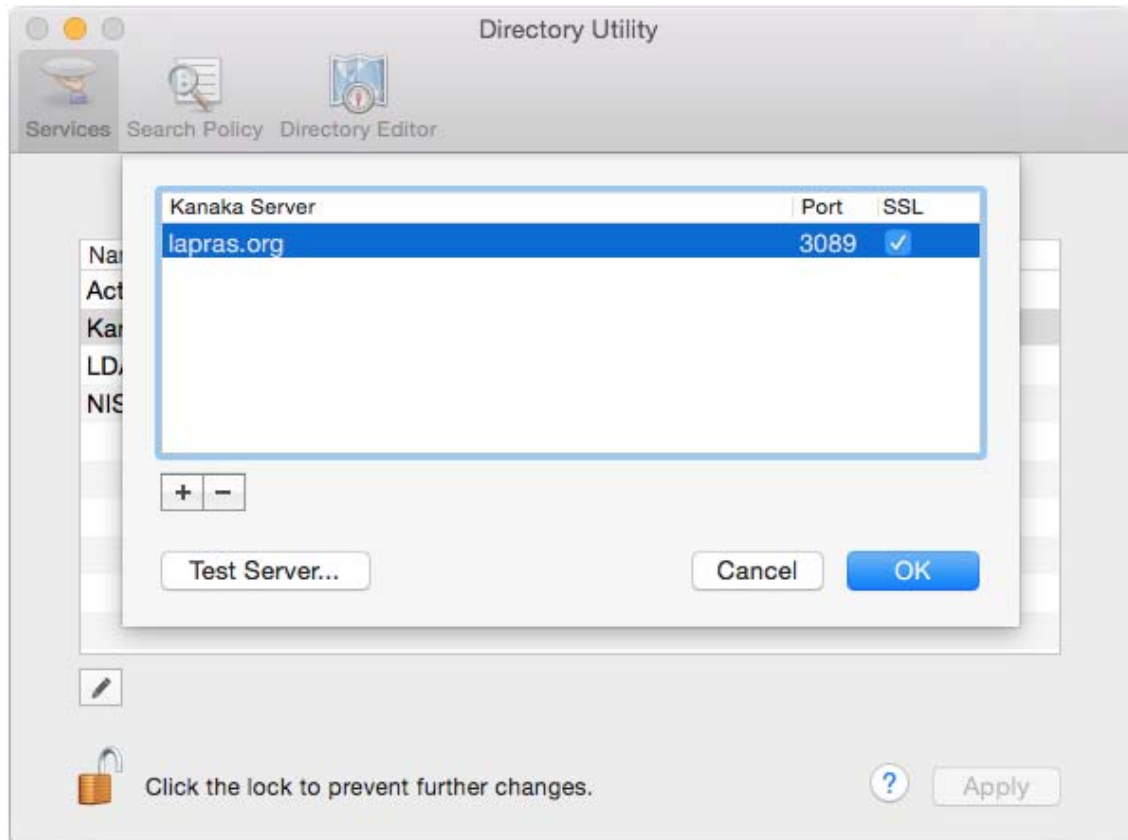 Directory Utility
Services Search Policy Directory Editor
Kanaka Server Port SSL
lapras.org 3089
Nar
Act
Kan
LDA
NIS
+ −
Test Server... Cancel OK
Click the lock to prevent further changes. ? Apply